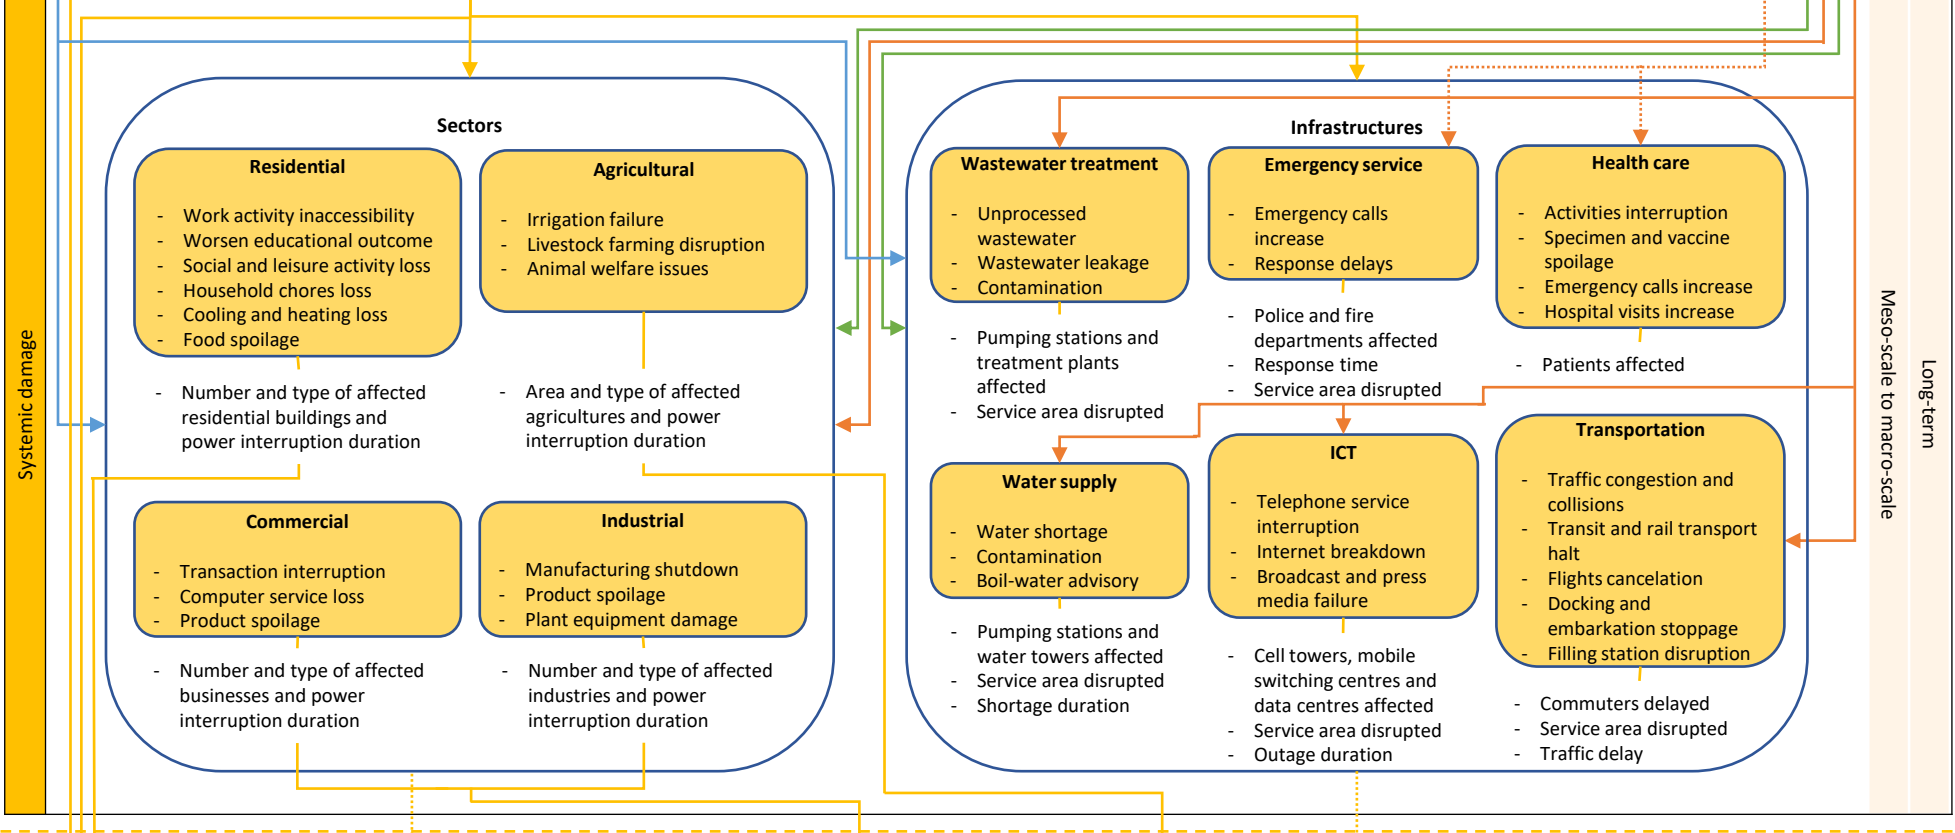 Systemic damage
Sectors
Residential
- Work activity inaccessibility
- Worsen educational outcome
- Social and leisure activity loss
- Household chores loss
- Cooling and heating loss
- Food spoilage
- Number and type of affected
residential buildings and
power interruption duration
Agricultural
- Irrigation failure
- Livestock farming disruption
- Animal welfare issues
- Area and type of affected
agricultures and power
interruption duration
Commercial
- Transaction interruption
- Computer service loss
- Product spoilage
- Number and type of affected
businesses and power
interruption duration
Industrial
- Manufacturing shutdown
- Product spoilage
- Plant equipment damage
- Number and type of affected
industries and power
interruption duration
Infrastructures
Wastewater treatment
- Unprocessed
wastewater
- Wastewater leakage
- Contamination
- Pumping stations and
treatment plants
affected
- Service area disrupted
Emergency service
- Emergency calls
increase
- Response delays
- Police and fire
departments affected
- Response time
- Service area disrupted
Health care
- Activities interruption
- Specimen and vaccine
spoilage
- Emergency calls increase
- Hospital visits increase
- Patients affected
Water supply
- Water shortage
- Contamination
- Boil-water advisory
- Pumping stations and
water towers affected
- Service area disrupted
- Shortage duration
ICT
- Telephone service
interruption
- Internet breakdown
- Broadcast and press
media failure
- Cell towers, mobile
switching centres and
data centres affected
- Service area disrupted
- Outage duration
Transportation
- Traffic congestion and
collisions
- Transit and rail transport
halt
- Flights cancelation
- Docking and
embarkation stoppage
- Filling station disruption
- Commuters delayed
- Service area disrupted
- Traffic delay
Meso-scale to macro-scale
Long-term